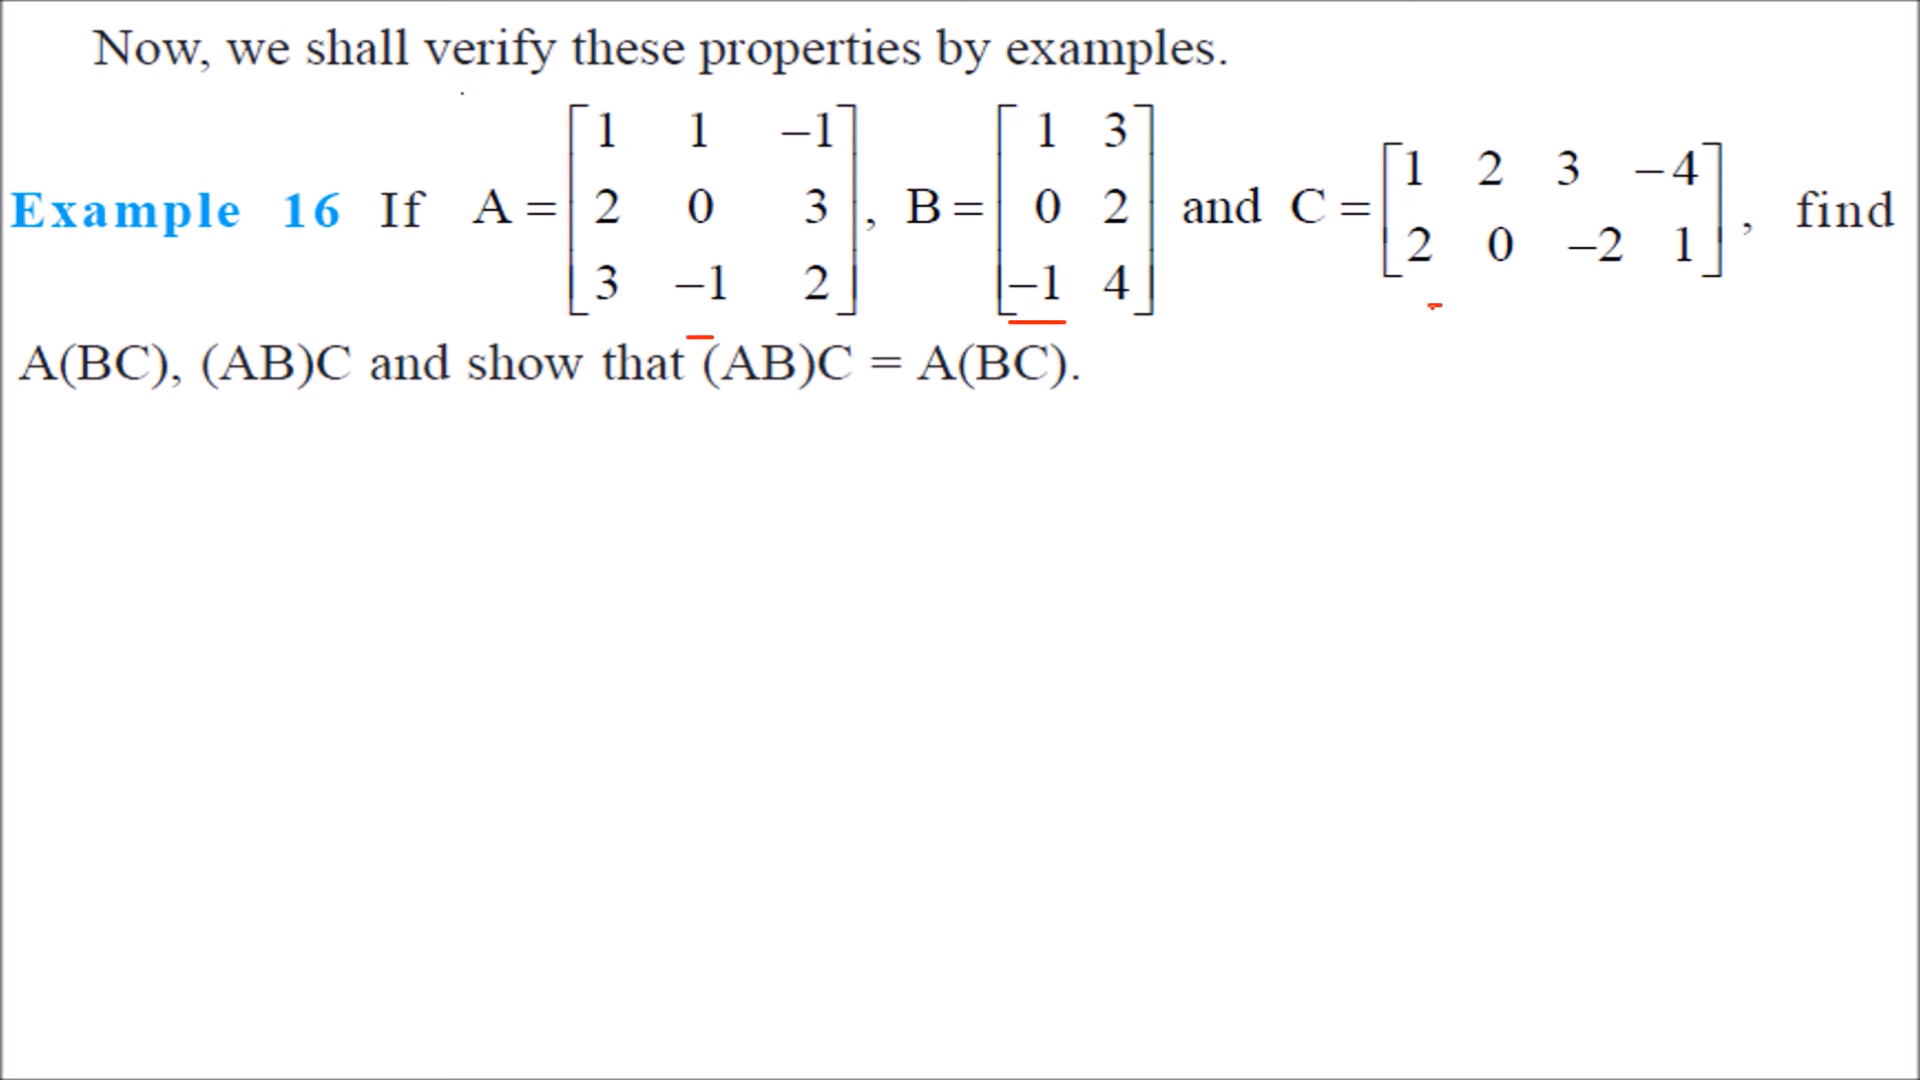 Now, we shall verify these properties by examples.
Example 16 If A = [1 1 –1; 2 0 3; 3 –1 2], B = [1 3; 0 2; –1 4] and C = [1 2 3 –4; 2 0 –2 1], find
A(BC), (AB)C and show that (AB)C = A(BC).